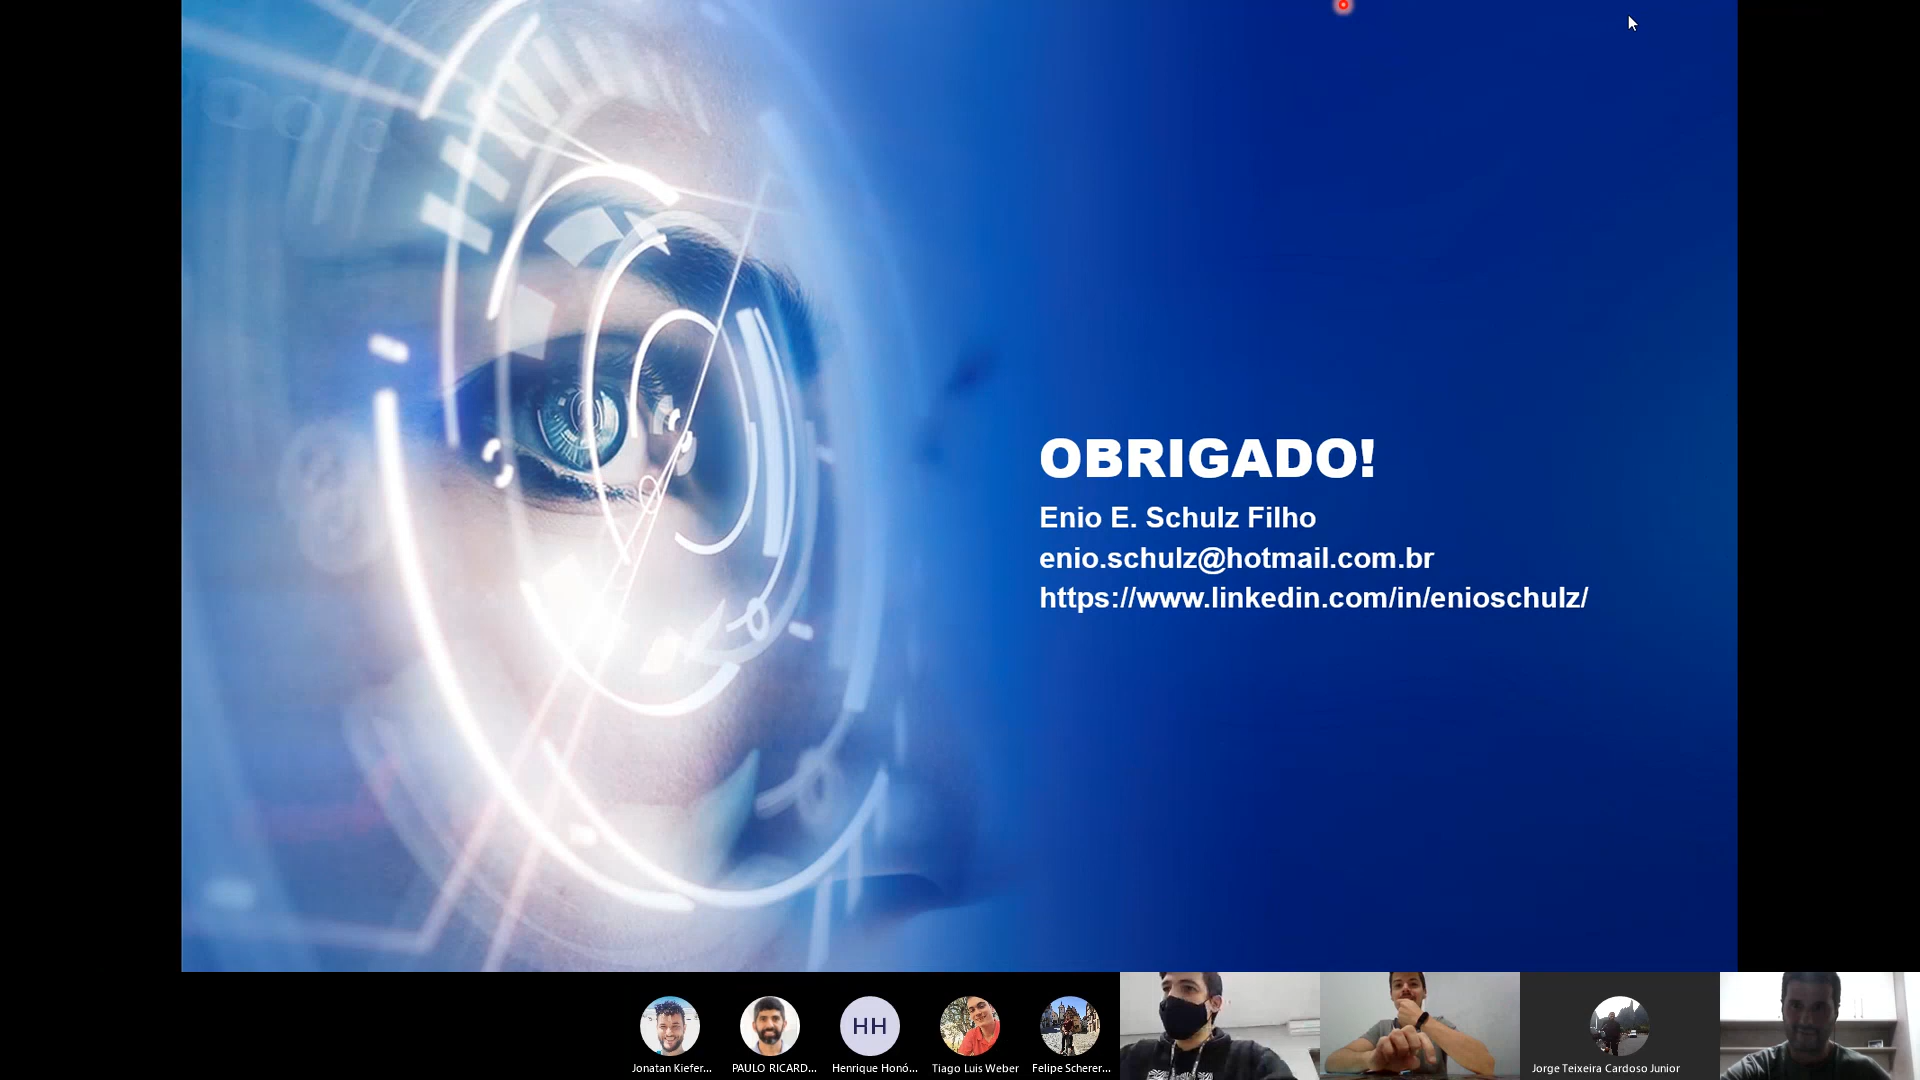 OBRIGADO!
Enio E. Schulz Filho
enio.schulz@hotmail.com.br
https://www.linkedin.com/in/enioschulz/
HH
Jonatan Kiefer...
PAULO RICARD...
Henrique Honó...
Tiago Luis Weber
Felipe Scherer...
Jorge Teixeira Cardoso Junior